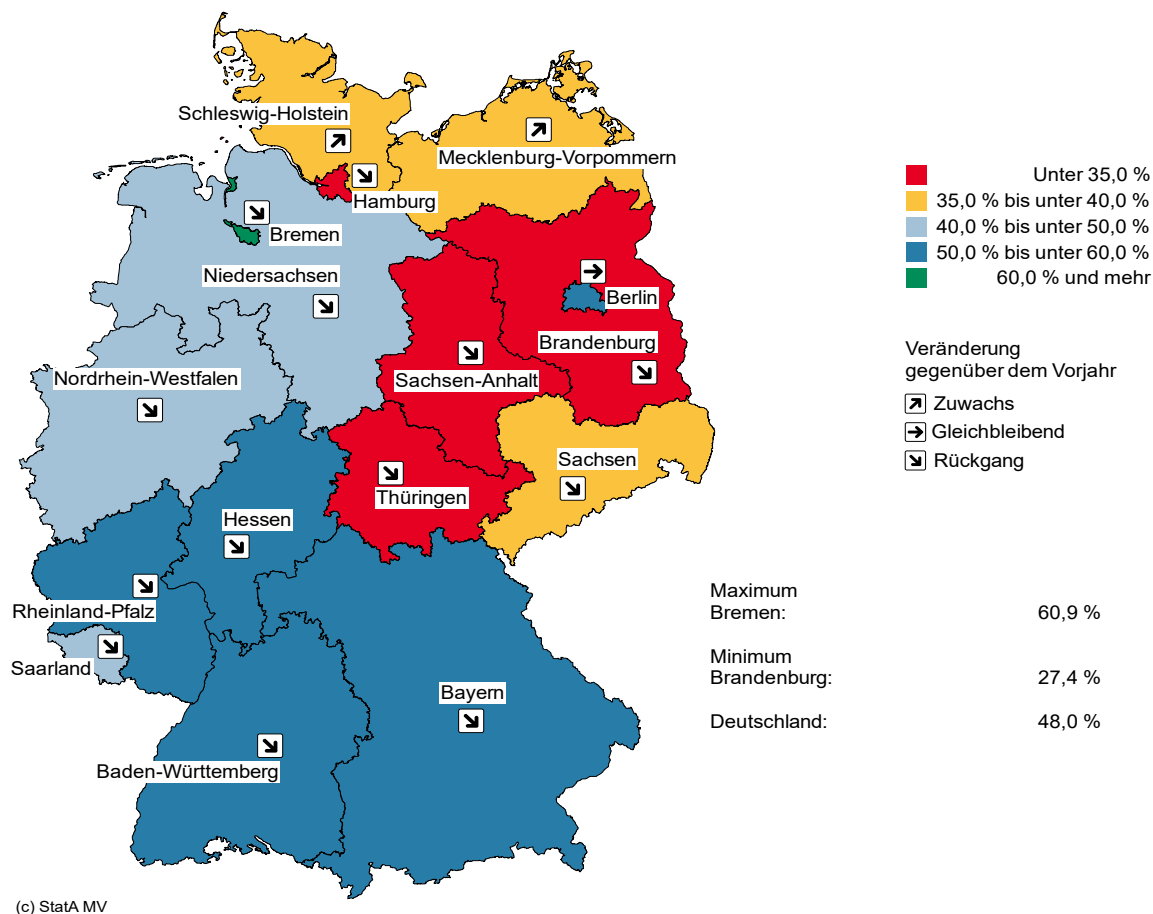 Schleswig-Holstein
Mecklenburg-Vorpommern
Hamburg
Bremen
Niedersachsen
Berlin
Brandenburg
Nordrhein-Westfalen
Sachsen-Anhalt
Sachsen
Thüringen
Hessen
Rheinland-Pfalz
Saarland
Bayern
Baden-Württemberg
Unter 35,0 %
35,0 % bis unter 40,0 %
40,0 % bis unter 50,0 %
50,0 % bis unter 60,0 %
60,0 % und mehr
Veränderung
gegenüber dem Vorjahr
Zuwachs
Gleichbleibend
Rückgang
Maximum
Bremen: 60,9 %
Minimum
Brandenburg: 27,4 %
Deutschland: 48,0 %
(c) StatA MV